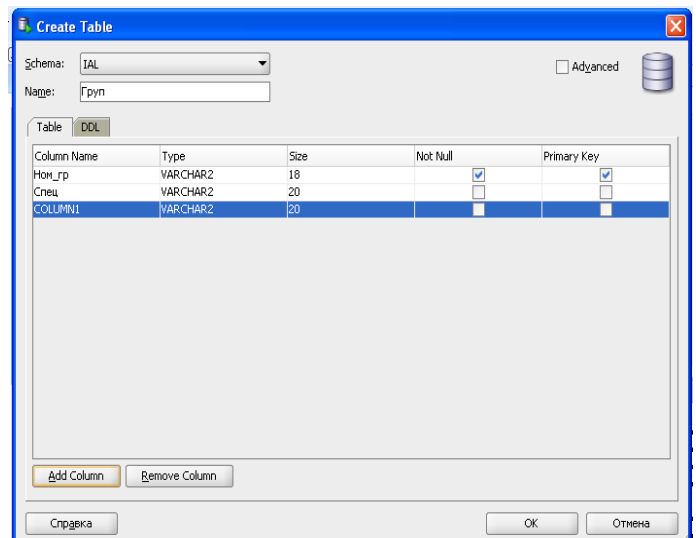 Create Table
Schema: IAL Advanced
Name: Груп
Table DDL
Column Name Type Size Not Null Primary Key
Ном_гр VARCHAR2 18
Спец VARCHAR2 20
COLUMN1 VARCHAR2 20
Add Column Remove Column
Справка OK Отмена